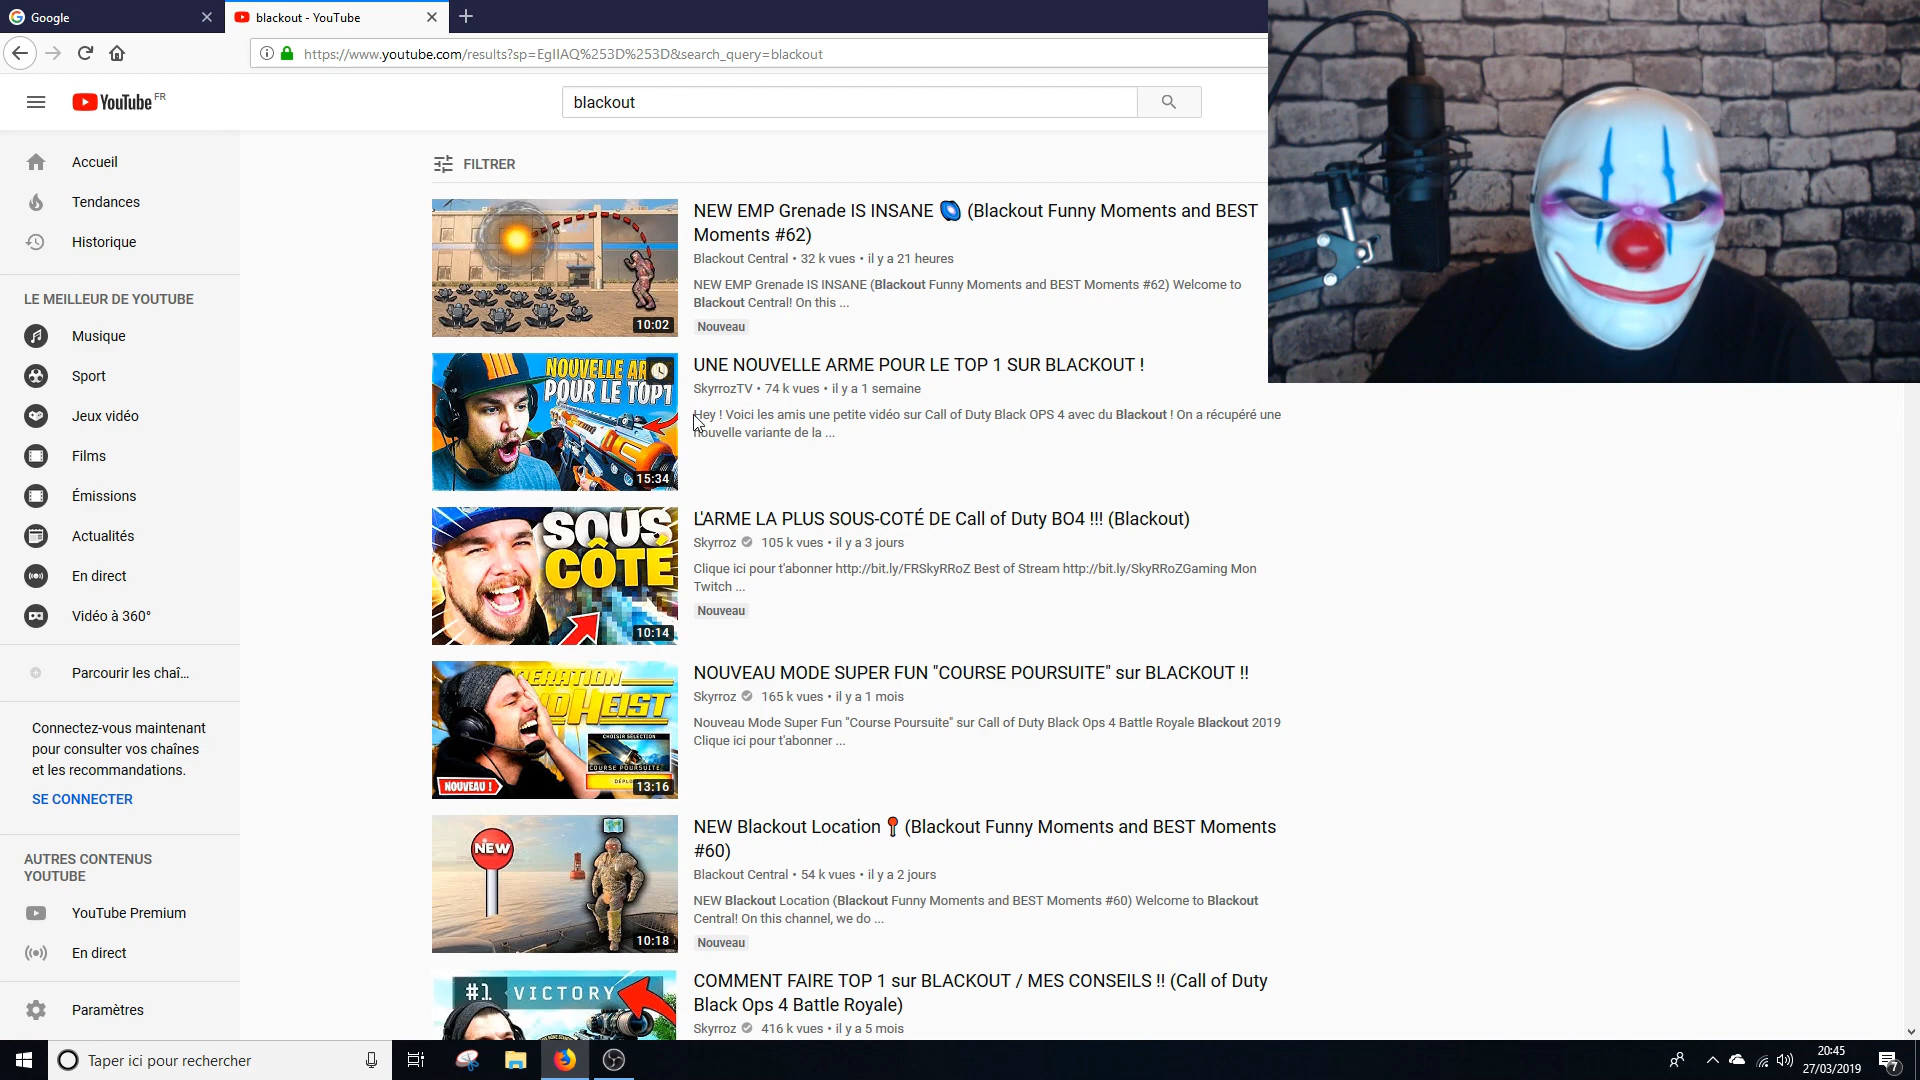 Google
blackout - YouTube
https://www.youtube.com/results?sp=EgIIAQ%253D%253D&search_query=blackout
YouTube FR
blackout
Accueil
Tendances
Historique
LE MEILLEUR DE YOUTUBE
Musique
Sport
Jeux vidéo
Films
Émissions
Actualités
En direct
Vidéo à 360°
Parcourir les chaî...
Connectez-vous maintenant
pour consulter vos chaînes
et les recommandations.
SE CONNECTER
AUTRES CONTENUS
YOUTUBE
YouTube Premium
En direct
Paramètres
FILTRER
10:02
NEW EMP Grenade IS INSANE (Blackout Funny Moments and BEST
Moments #62)
Blackout Central • 32 k vues • il y a 21 heures
NEW EMP Grenade IS INSANE (Blackout Funny Moments and BEST Moments #62) Welcome to
Blackout Central! On this ...
Nouveau
NOUVELLE AR
POUR LE TOP1
15:34
UNE NOUVELLE ARME POUR LE TOP 1 SUR BLACKOUT !
SkyrrozTV • 74 k vues • il y a 1 semaine
Hey ! Voici les amis une petite vidéo sur Call of Duty Black OPS 4 avec du Blackout ! On a récupéré une
nouvelle variante de la ...
SOUS
CÔTÉ
10:14
L'ARME LA PLUS SOUS-COTÉ DE Call of Duty BO4 !!! (Blackout)
Skyrroz 105 k vues • il y a 3 jours
Clique ici pour t'abonner http://bit.ly/FRSkyRRoZ Best of Stream http://bit.ly/SkyRRoZGaming Mon
Twitch ...
Nouveau
ERATION
HEIST
CHOISIR SÉLECTION
COURSE POURSUITE
DÉPLO
NOUVEAU !
13:16
NOUVEAU MODE SUPER FUN "COURSE POURSUITE" sur BLACKOUT !!
Skyrroz 165 k vues • il y a 1 mois
Nouveau Mode Super Fun "Course Poursuite" sur Call of Duty Black Ops 4 Battle Royale Blackout 2019
Clique ici pour t'abonner ...
NEW
10:18
NEW Blackout Location (Blackout Funny Moments and BEST Moments
#60)
Blackout Central • 54 k vues • il y a 2 jours
NEW Blackout Location (Blackout Funny Moments and BEST Moments #60) Welcome to Blackout
Central! On this channel, we do ...
Nouveau
#1 VICTORY
COMMENT FAIRE TOP 1 sur BLACKOUT / MES CONSEILS !! (Call of Duty
Black Ops 4 Battle Royale)
Skyrroz 416 k vues • il y a 5 mois
Taper ici pour rechercher
20:45
27/03/2019
7